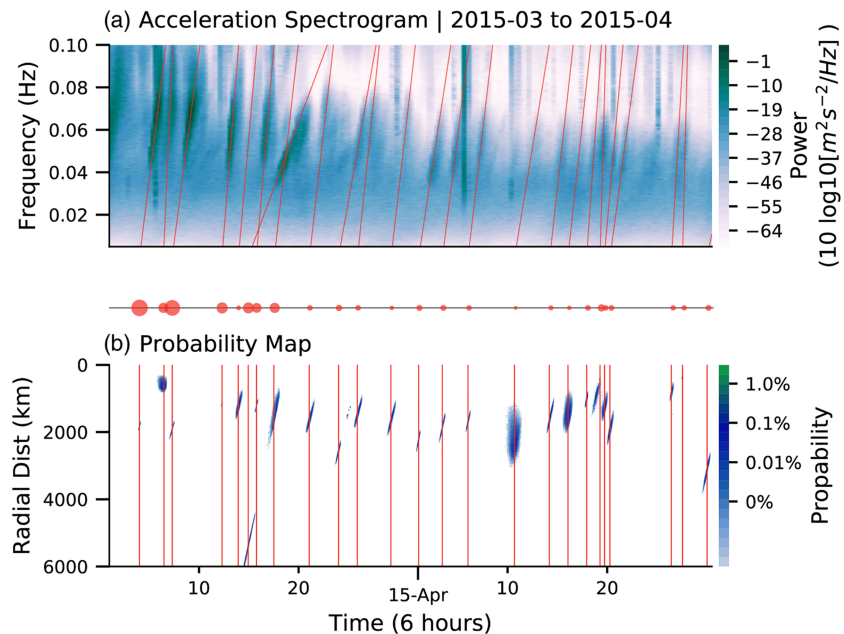 (a) Acceleration Spectrogram | 2015-03 to 2015-04
0.10
0.08
0.06
0.04
0.02
Frequency (Hz)
−1
−10
−19
−28
−37
−46
−55
−64
Power
(10 log10[m²s⁻²/Hz] )
(b) Probability Map
0
2000
4000
6000
Radial Dist (km)
10
20
15-Apr
10
20
Time (6 hours)
1.0%
0.1%
0.01%
0%
Propability